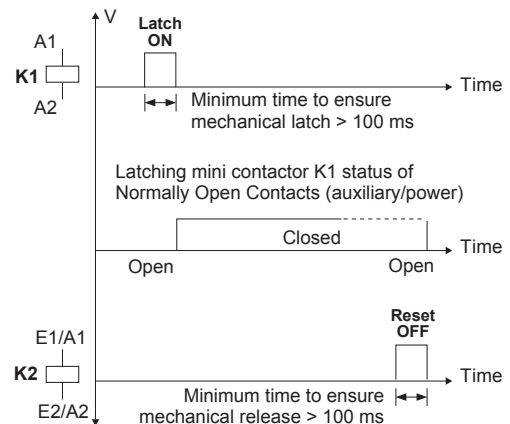 V
Latch
ON
A1
K1
A2
Time
Minimum time to ensure
mechanical latch > 100 ms
Latching mini contactor K1 status of
Normally Open Contacts (auxiliary/power)
Closed
Time
Open
Open
Reset
OFF
E1/A1
K2
E2/A2
Time
Minimum time to ensure
mechanical release > 100 ms